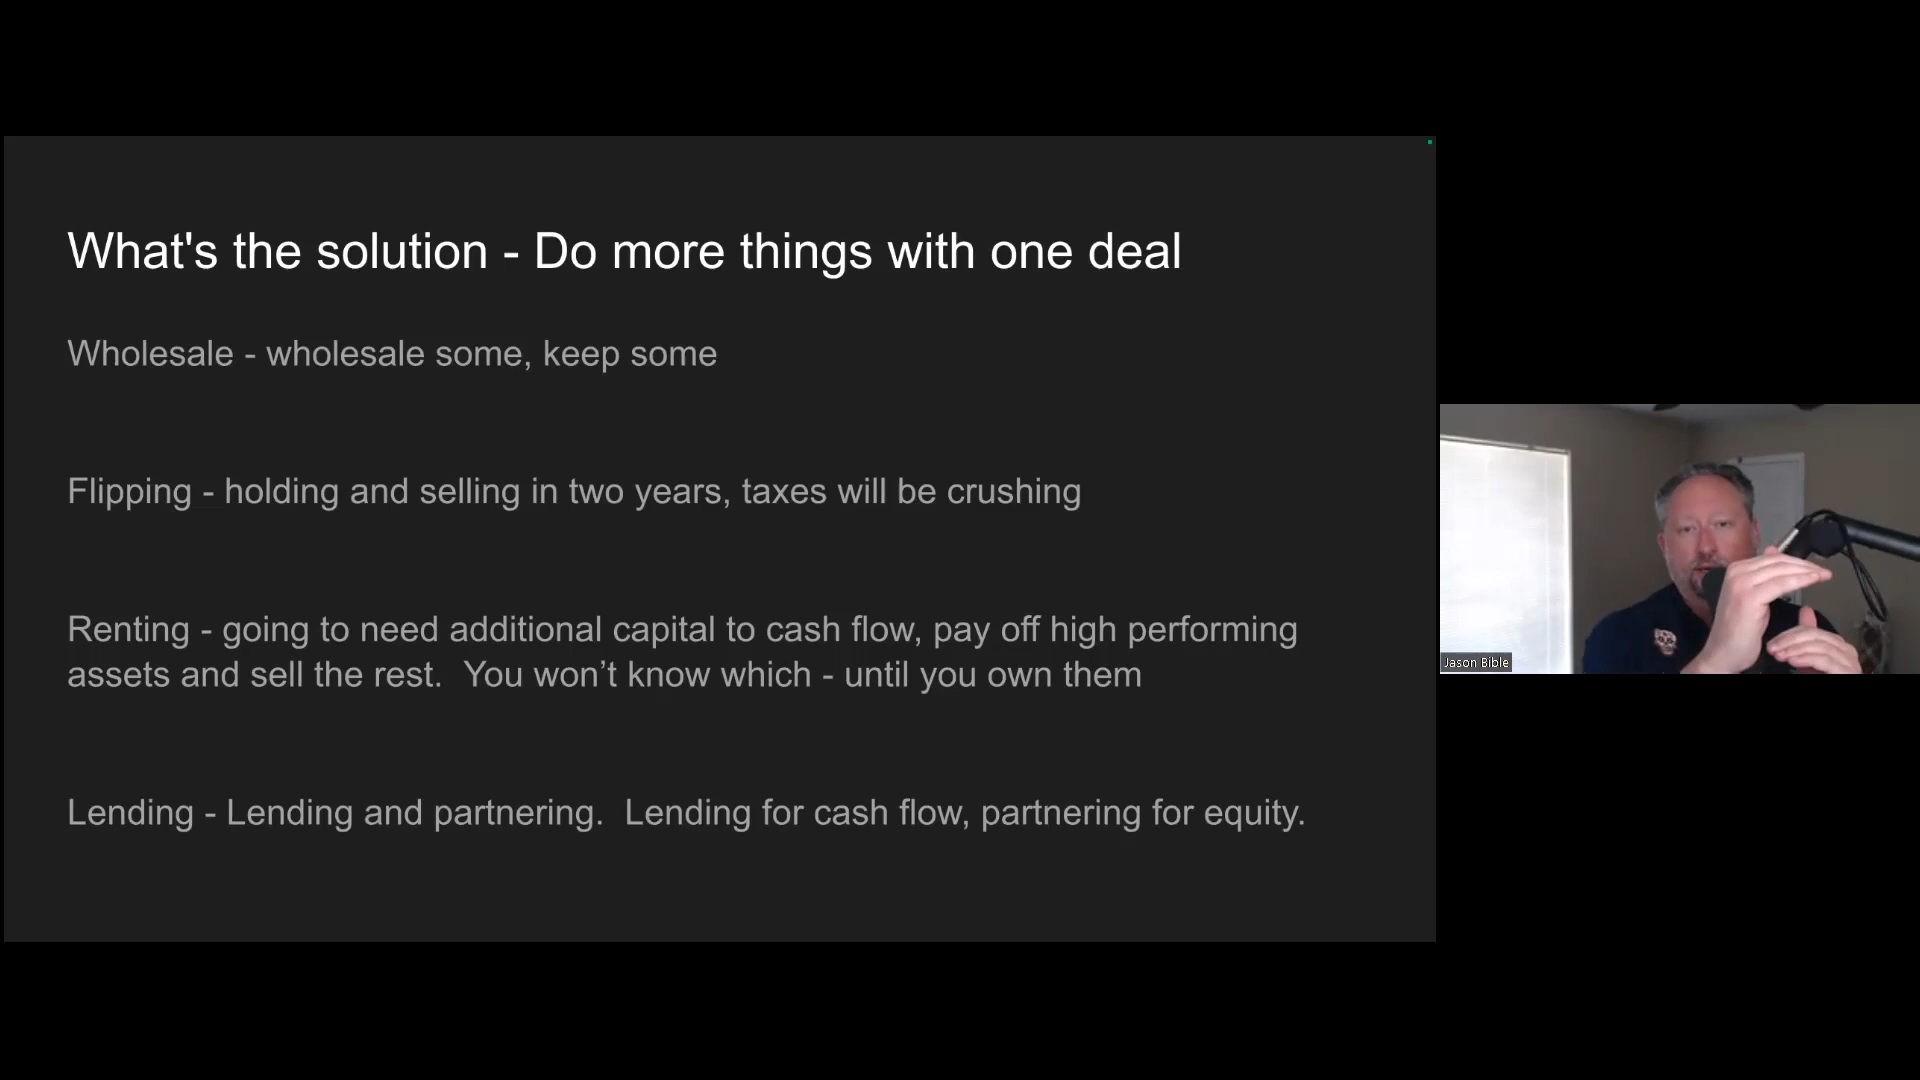 What's the solution - Do more things with one deal
Wholesale - wholesale some, keep some
Flipping - holding and selling in two years, taxes will be crushing
Renting - going to need additional capital to cash flow, pay off high performing
assets and sell the rest.  You won’t know which - until you own them
Lending - Lending and partnering.  Lending for cash flow, partnering for equity.
Jason Bible